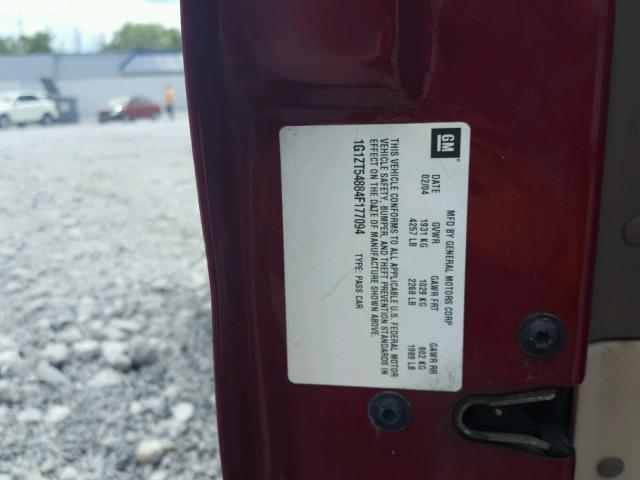 GM
MFD BY GENERAL MOTORS CORP
DATE GVWR GAWR FRT GAWR RR
02/04 1931 KG 1029 KG 902 KG
4257 LB 2268 LB 1989 LB
THIS VEHICLE CONFORMS TO ALL APPLICABLE U.S. FEDERAL MOTOR
VEHICLE SAFETY, BUMPER, AND THEFT PREVENTION STANDARDS IN
EFFECT ON THE DATE OF MANUFACTURE SHOWN ABOVE.
1G1ZT54884F177094 TYPE: PASS CAR